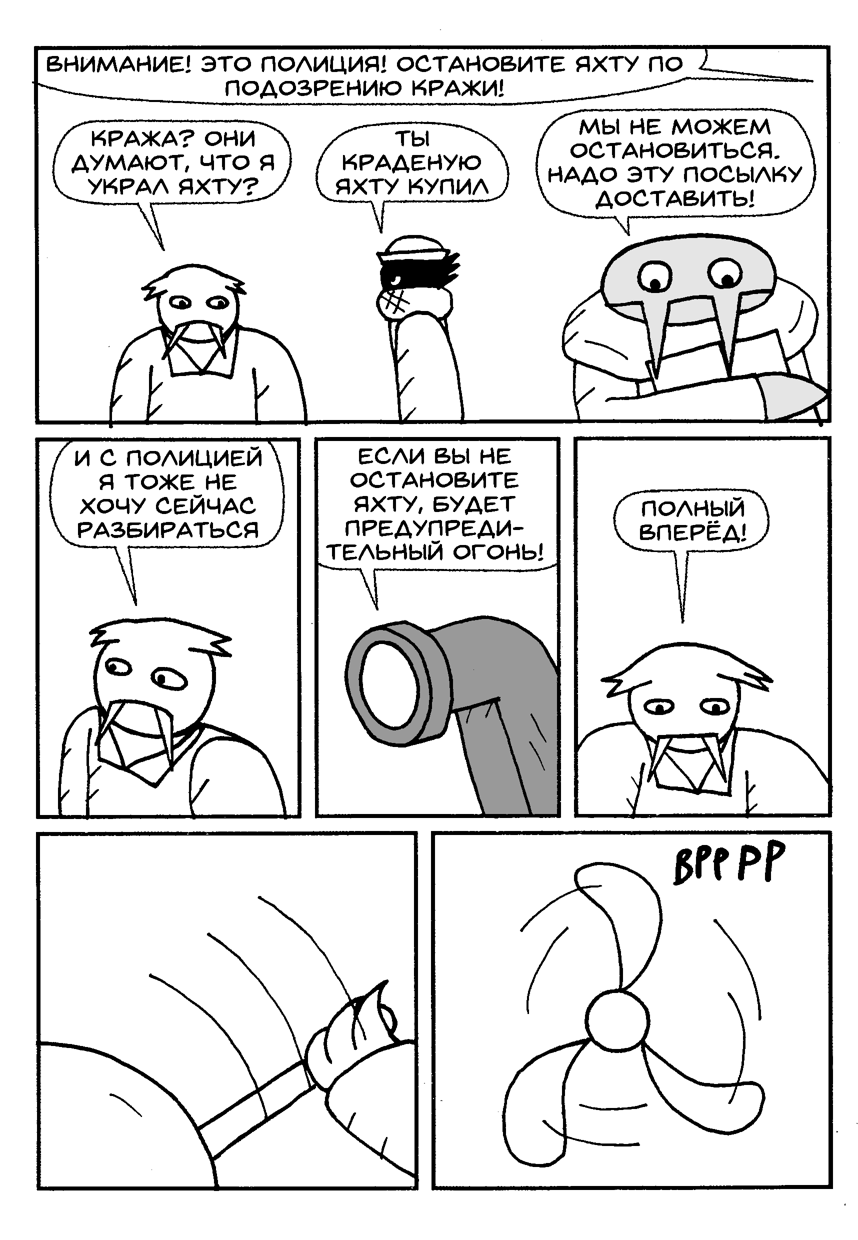 ВНИМАНИЕ! ЭТО ПОЛИЦИЯ! ОСТАНОВИТЕ ЯХТУ ПО
ПОДОЗРЕНИЮ КРАЖИ!
КРАЖА? ОНИ
ДУМАЮТ, ЧТО Я
УКРАЛ ЯХТУ?
ТЫ
КРАДЕНУЮ
ЯХТУ КУПИЛ
МЫ НЕ МОЖЕМ
ОСТАНОВИТЬСЯ.
НАДО ЭТУ ПОСЫЛКУ
ДОСТАВИТЬ!
И С ПОЛИЦИЕЙ
Я ТОЖЕ НЕ
ХОЧУ СЕЙЧАС
РАЗБИРАТЬСЯ
ЕСЛИ ВЫ НЕ
ОСТАНОВИТЕ
ЯХТУ, БУДЕТ
ПРЕДУПРЕДИ-
ТЕЛЬНЫЙ ОГОНЬ!
ПОЛНЫЙ
ВПЕРЁД!
ВРРРР